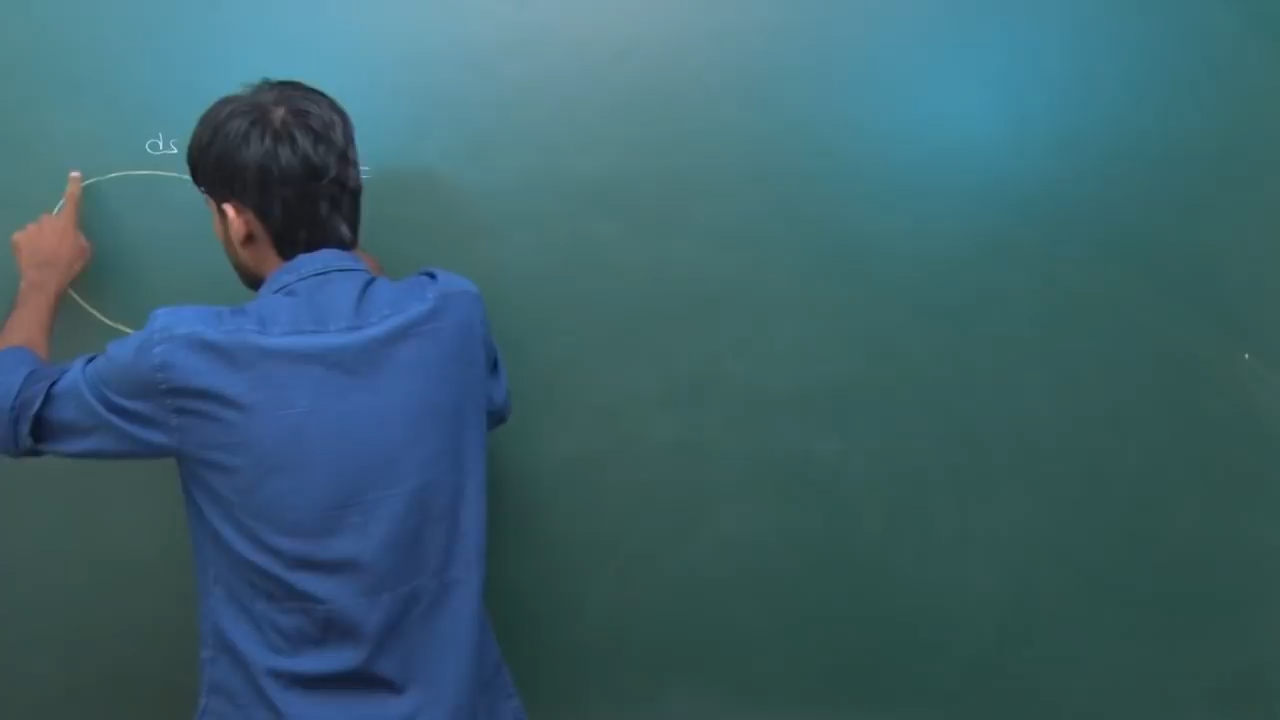 ds
=